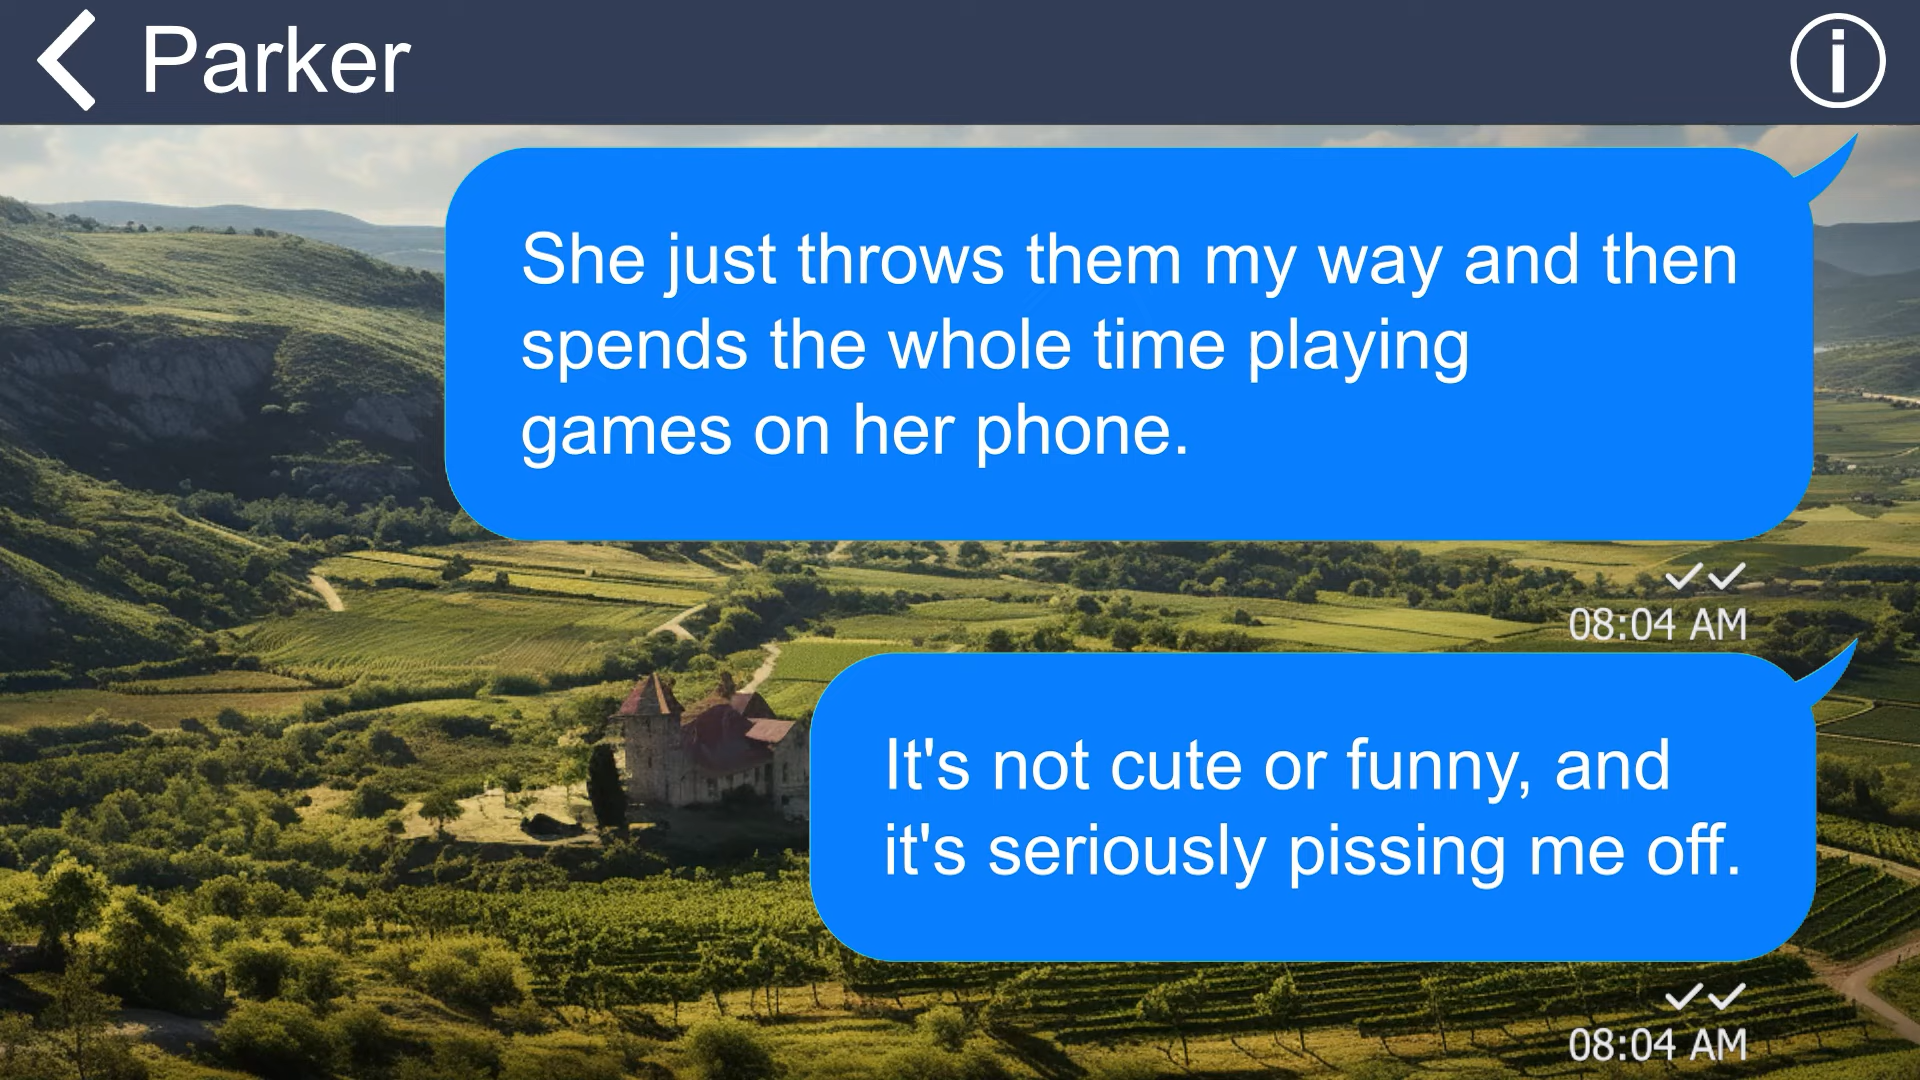 Parker
She just throws them my way and then
spends the whole time playing
games on her phone.
08:04 AM
It's not cute or funny, and
it's seriously pissing me off.
08:04 AM